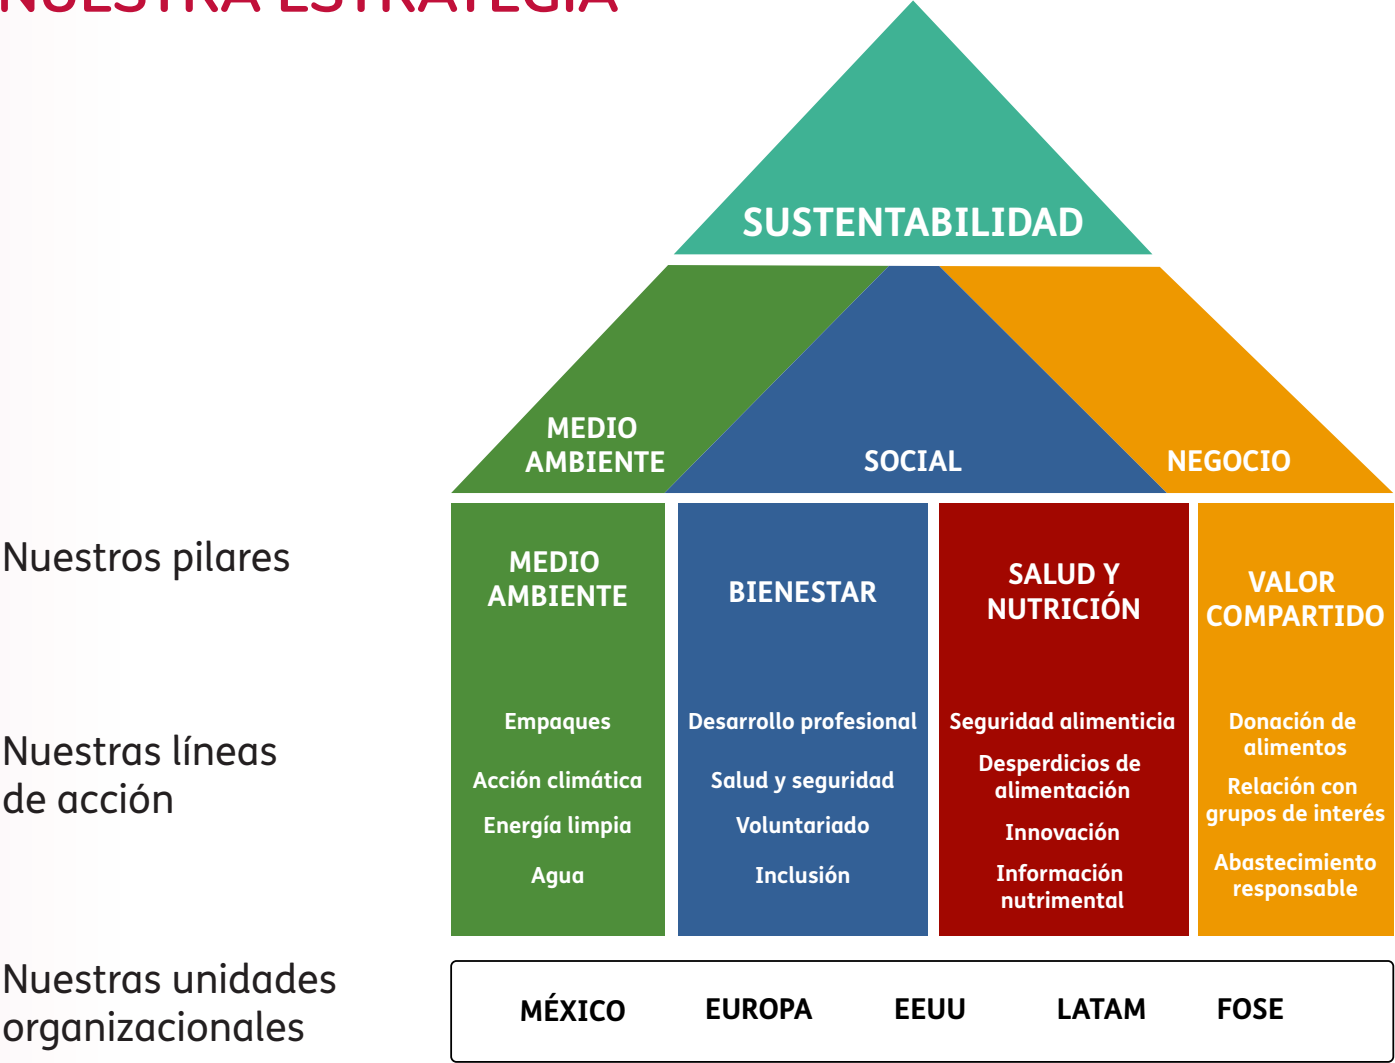 NUESTRA ESTRATEGIA
SUSTENTABILIDAD
MEDIO
AMBIENTE
SOCIAL
NEGOCIO
Nuestros pilares
MEDIO
AMBIENTE
BIENESTAR
SALUD Y
NUTRICIÓN
VALOR
COMPARTIDO
Nuestras líneas
de acción
Empaques
Acción climática
Energía limpia
Agua
Desarrollo profesional
Salud y seguridad
Voluntariado
Inclusión
Seguridad alimenticia
Desperdicios de
alimentación
Innovación
Información
nutrimental
Donación de
alimentos
Relación con
grupos de interés
Abastecimiento
responsable
Nuestras unidades
organizacionales
MÉXICO
EUROPA
EEUU
LATAM
FOSE